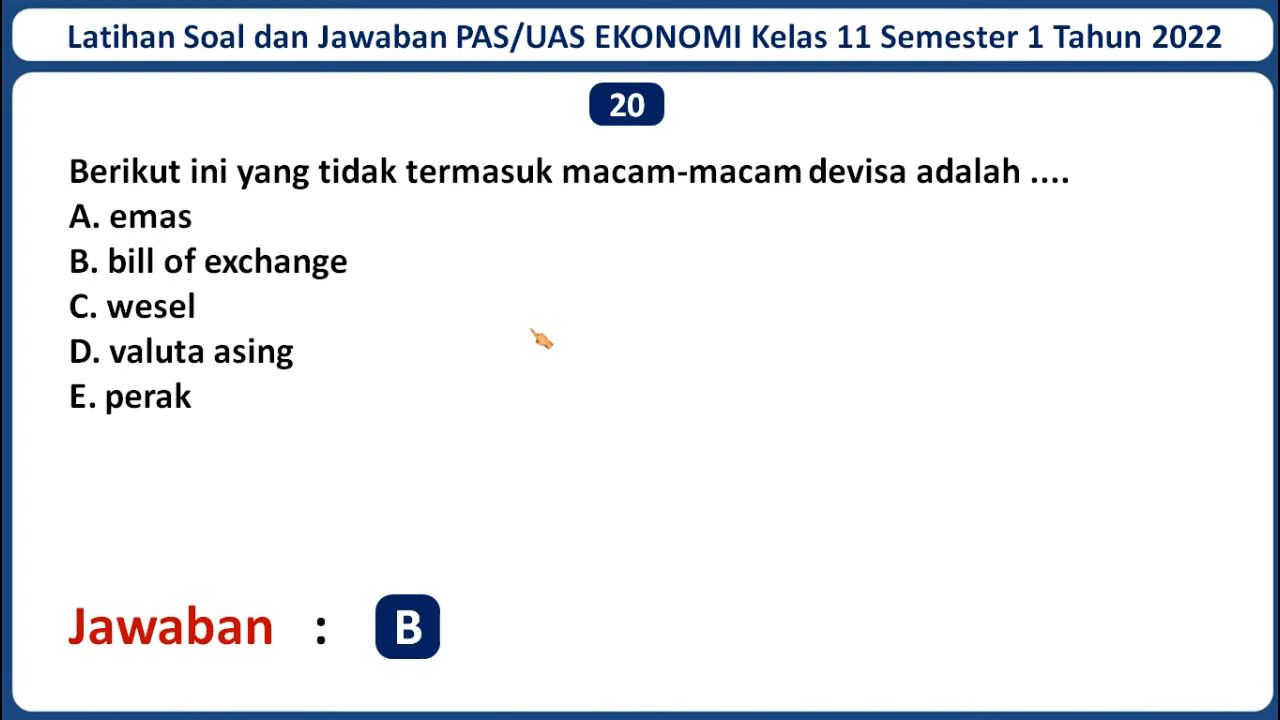 Latihan Soal dan Jawaban PAS/UAS EKONOMI Kelas 11 Semester 1 Tahun 2022
20
Berikut ini yang tidak termasuk macam-macam devisa adalah ....
A. emas
B. bill of exchange
C. wesel
D. valuta asing
E. perak
Jawaban : B